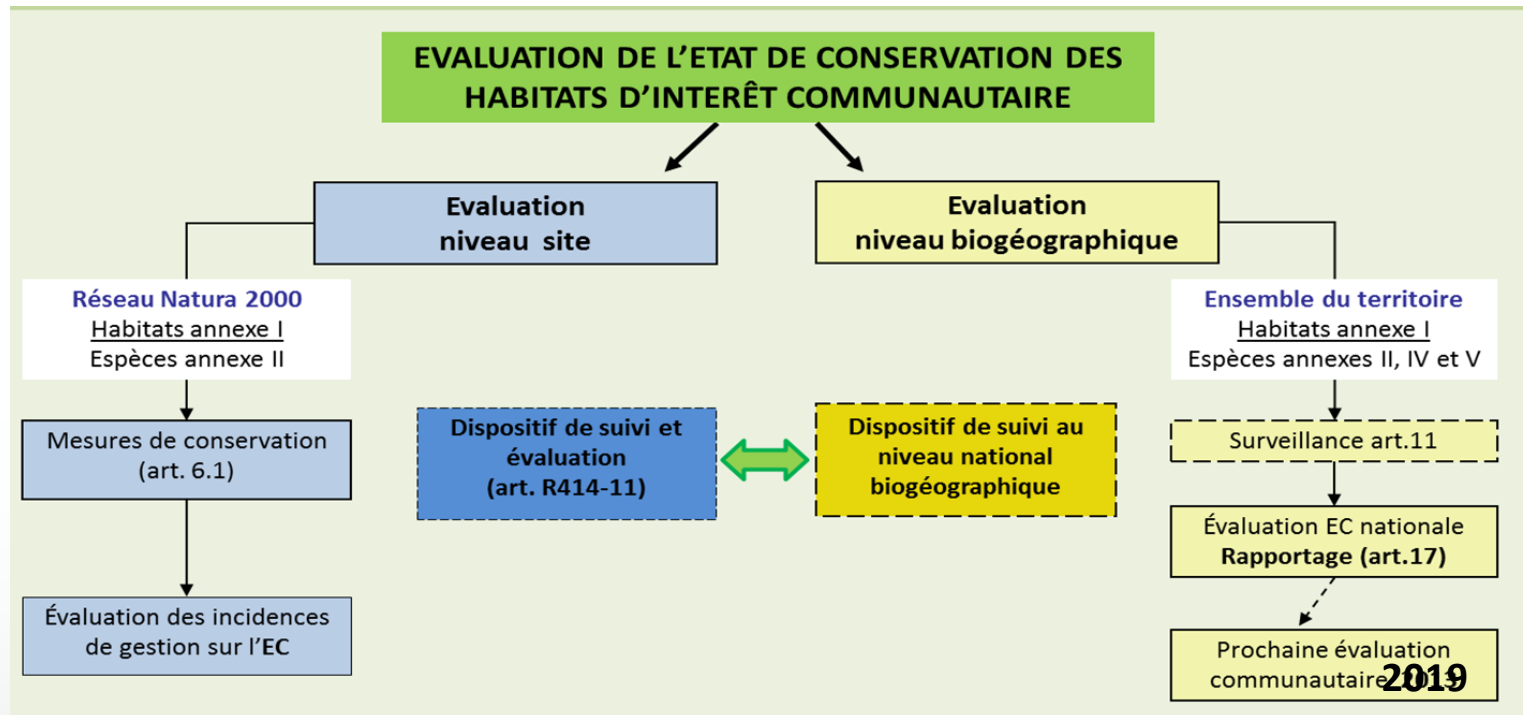 EVALUATION DE L'ETAT DE CONSERVATION DES
HABITATS D'INTERÊT COMMUNAUTAIRE
Evaluation
niveau site
Evaluation
niveau biogéographique
Réseau Natura 2000
Habitats annexe I
Espèces annexe II
Ensemble du territoire
Habitats annexe I
Espèces annexes II, IV et V
Mesures de conservation
(art. 6.1)
Dispositif de suivi et
évaluation
(art. R414-11)
Dispositif de suivi au
niveau national
biogéographique
Surveillance art.11
Évaluation EC nationale
Rapportage (art.17)
Évaluation des incidences
de gestion sur l'EC
Prochaine évaluation
communautaire 2019